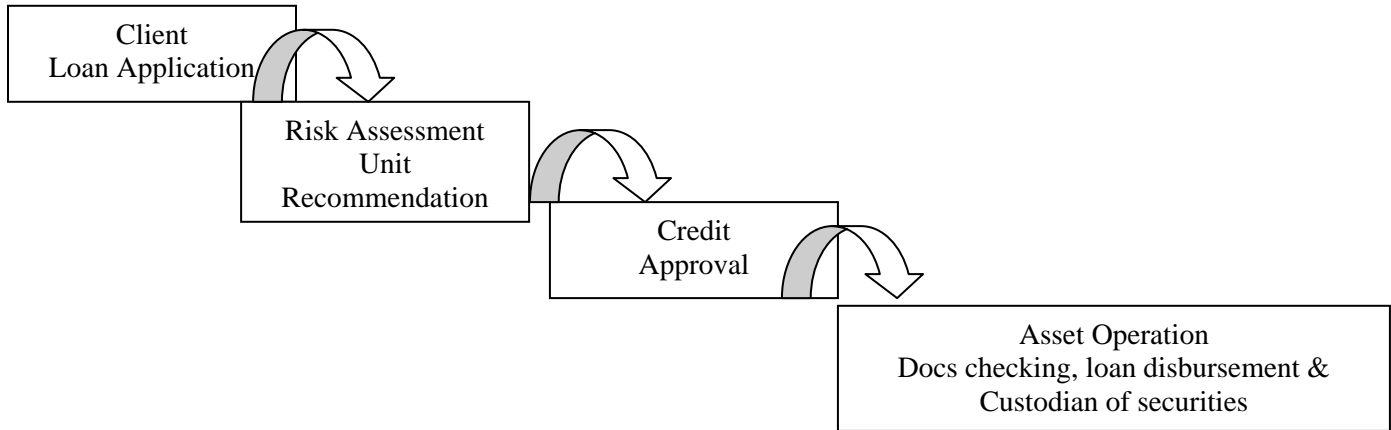 Client
Loan Application
Risk Assessment
Unit
Recommendation
Credit
Approval
Asset Operation
Docs checking, loan disbursement &
Custodian of securities